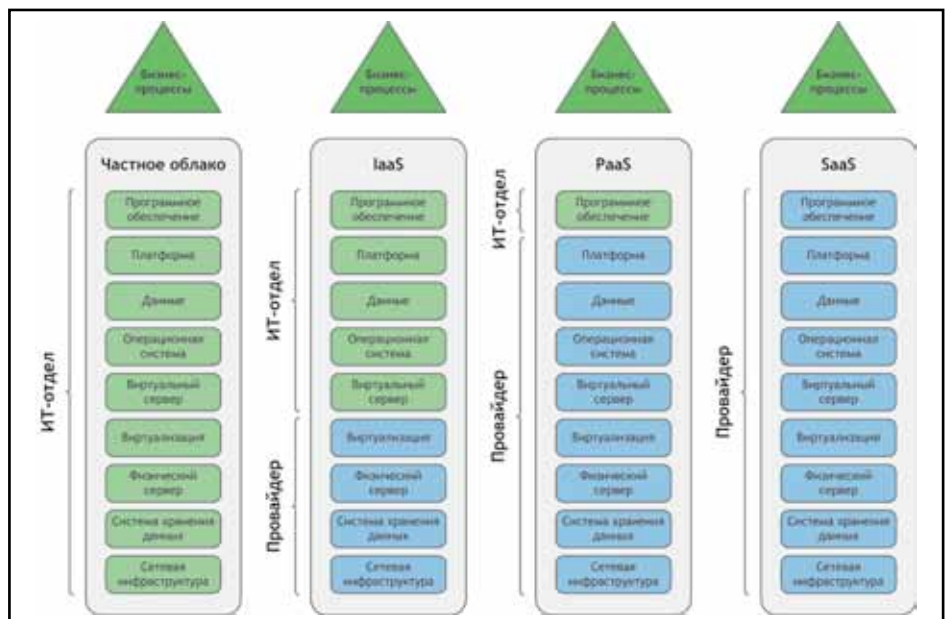 Бизнес-
процессы
Бизнес-
процессы
Бизнес-
процессы
Бизнес-
процессы
Частное облако
ИТ-отдел
Программное
обеспечение
Платформа
Данные
Операционная
система
Виртуальный
сервер
Виртуализация
Физический
сервер
Система хранения
данных
Сетевая
инфраструктура
IaaS
ИТ-отдел
Провайдер
Программное
обеспечение
Платформа
Данные
Операционная
система
Виртуальный
сервер
Виртуализация
Физический
сервер
Система хранения
данных
Сетевая
инфраструктура
PaaS
ИТ-отдел
Провайдер
Программное
обеспечение
Платформа
Данные
Операционная
система
Виртуальный
сервер
Виртуализация
Физический
сервер
Система хранения
данных
Сетевая
инфраструктура
SaaS
Провайдер
Программное
обеспечение
Платформа
Данные
Операционная
система
Виртуальный
сервер
Виртуализация
Физический
сервер
Система хранения
данных
Сетевая
инфраструктура